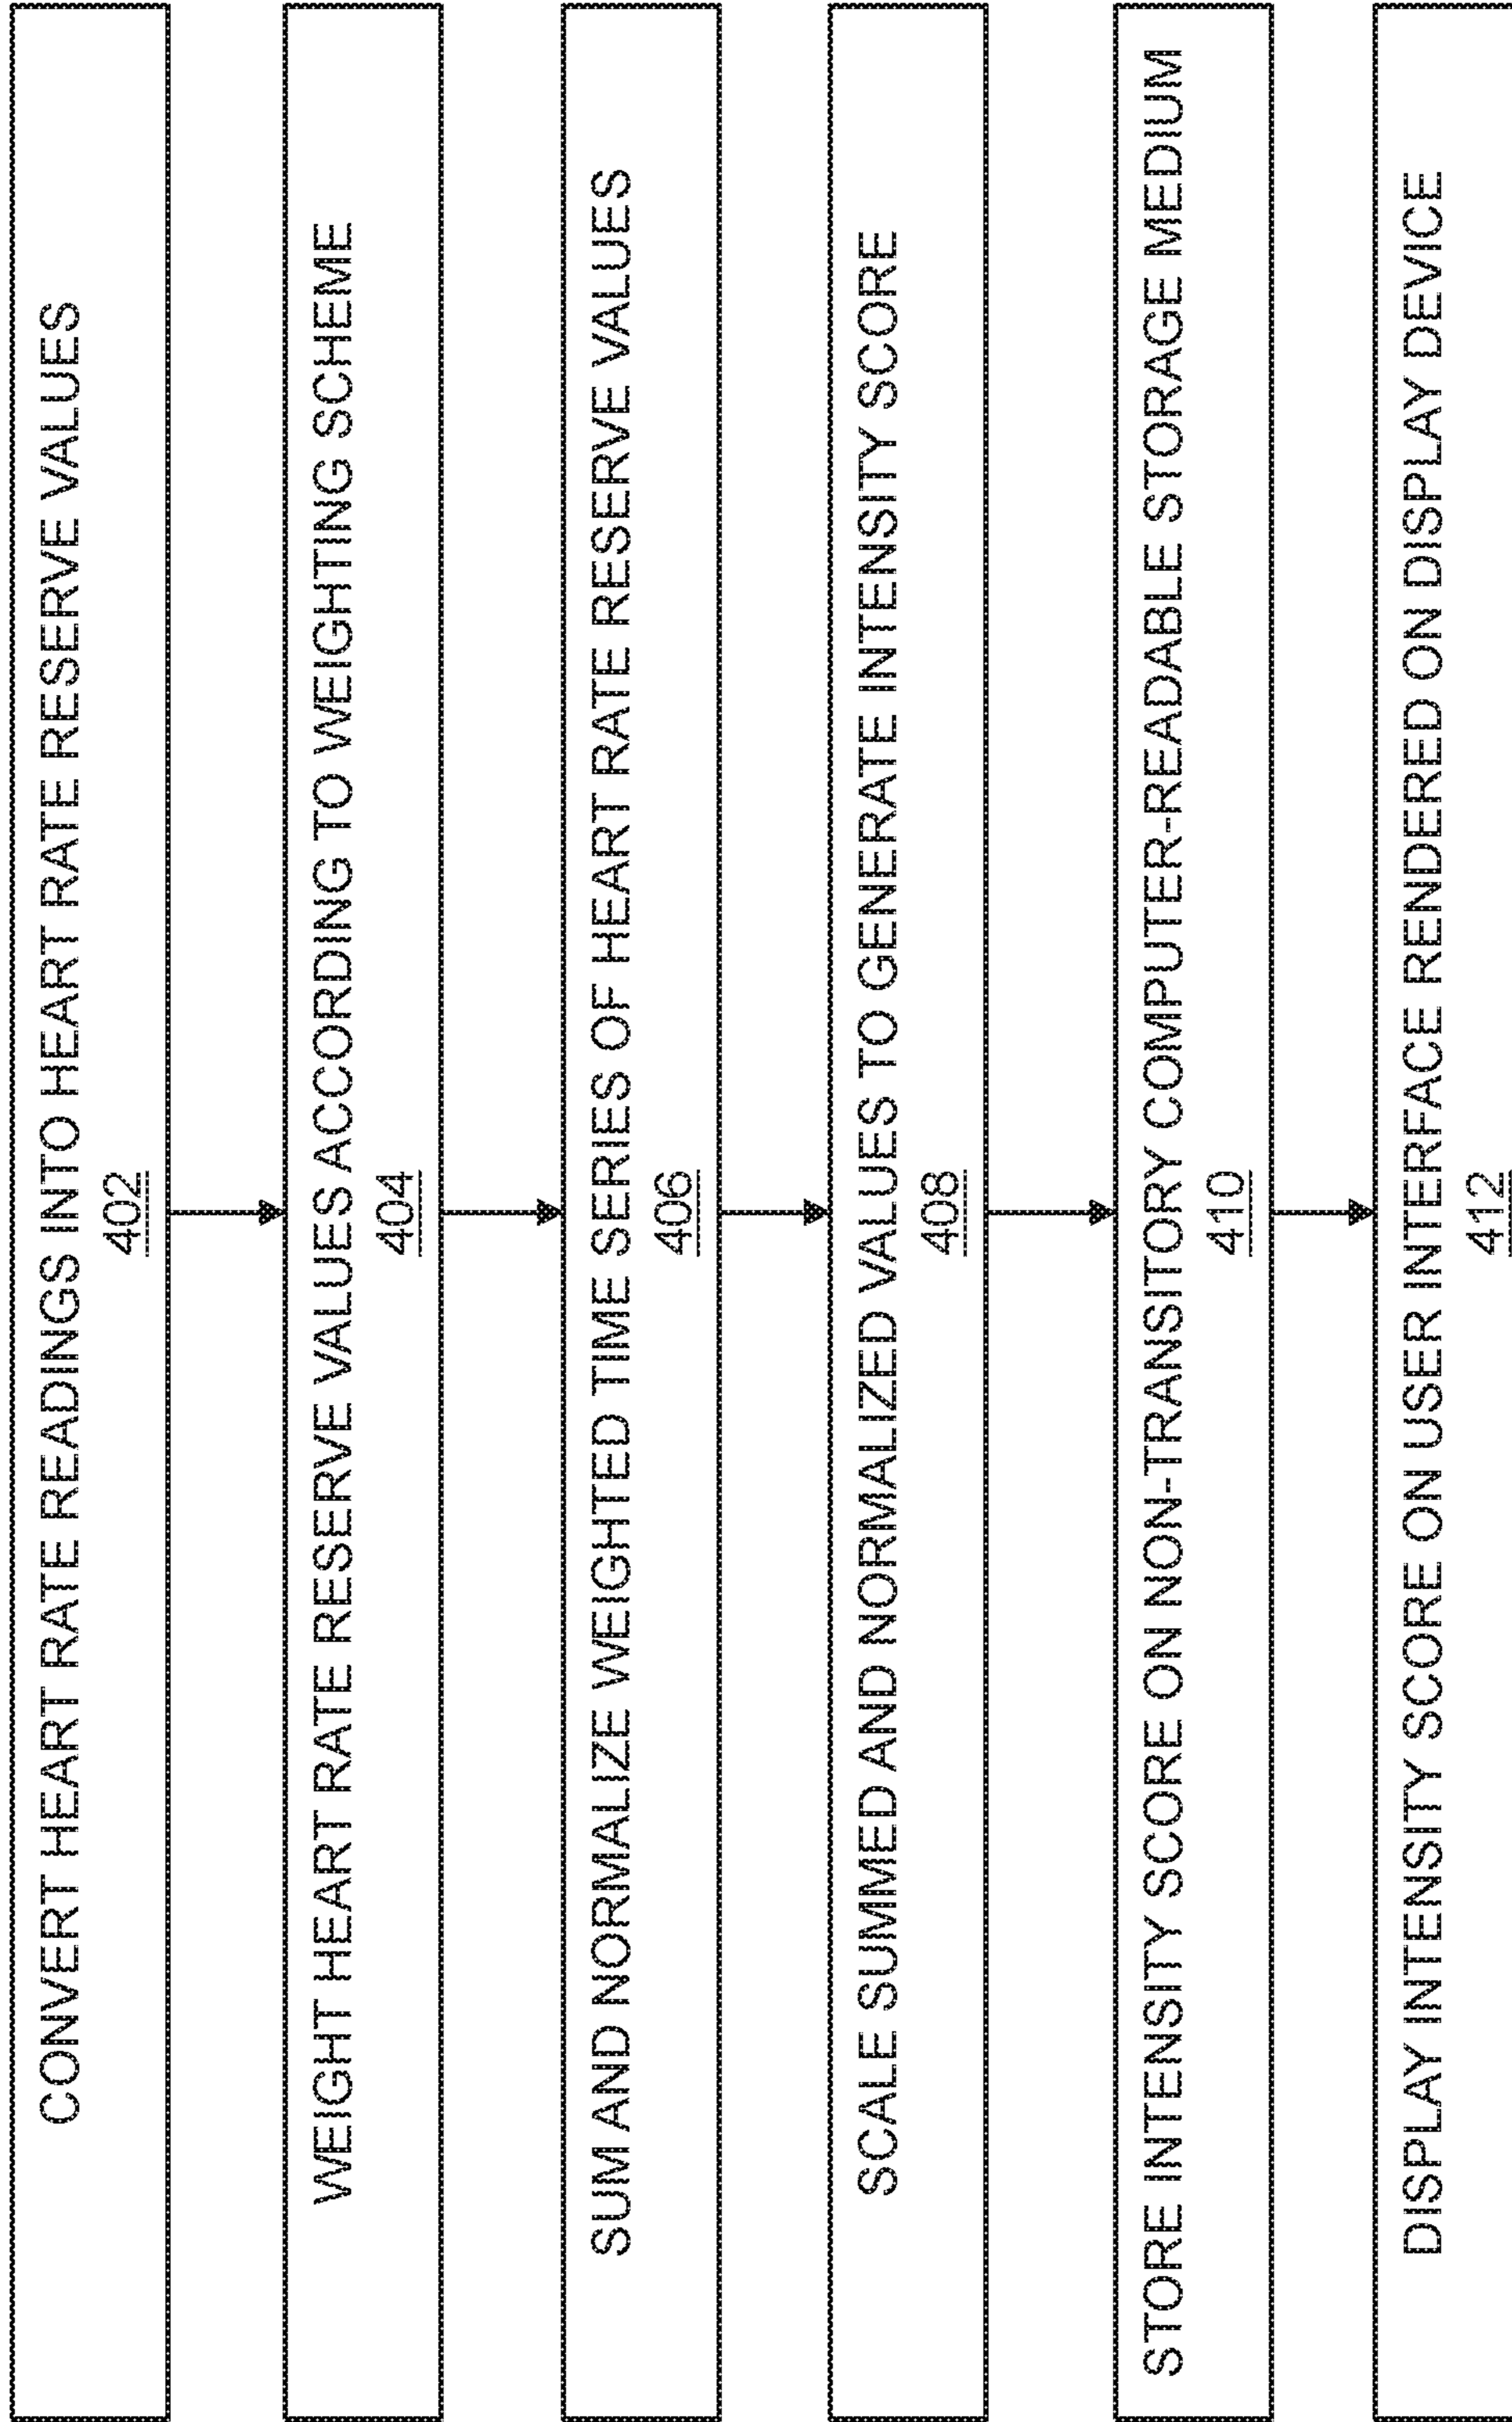 CONVERT HEART RATE READINGS INTO HEART RATE RESERVE VALUES
402
WEIGHT HEART RATE RESERVE VALUES ACCORDING TO WEIGHTING SCHEME
404
SUM AND NORMALIZE WEIGHTED TIME SERIES OF HEART RATE RESERVE VALUES
406
SCALE SUMMED AND NORMALIZED VALUES TO GENERATE INTENSITY SCORE
408
STORE INTENSITY SCORE ON NON-TRANSITORY COMPUTER-READABLE STORAGE MEDIUM
410
DISPLAY INTENSITY SCORE ON USER INTERFACE RENDERED ON DISPLAY DEVICE
412